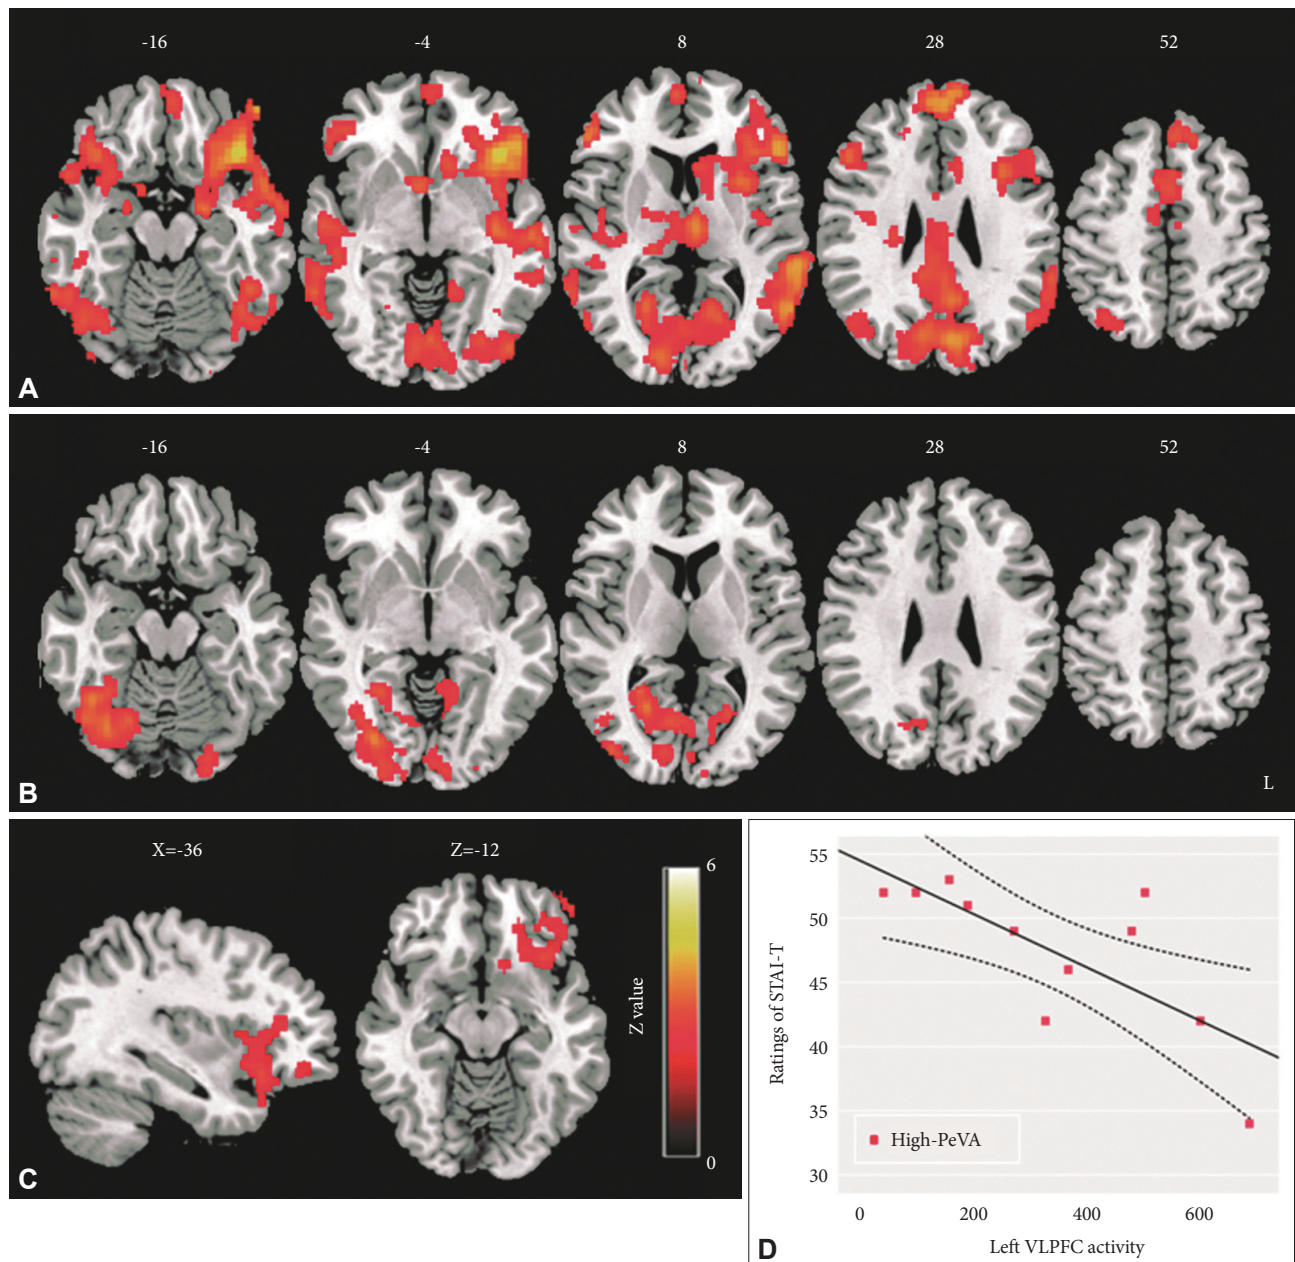 -16 -4 8 28 52
A
-16 -4 8 28 52
L
B
X=-36 Z=-12
6
Z value
0
C
55
50
45
40
35
30
Ratings of STAI-T
High-PeVA
0 200 400 600
Left VLPFC activity
D